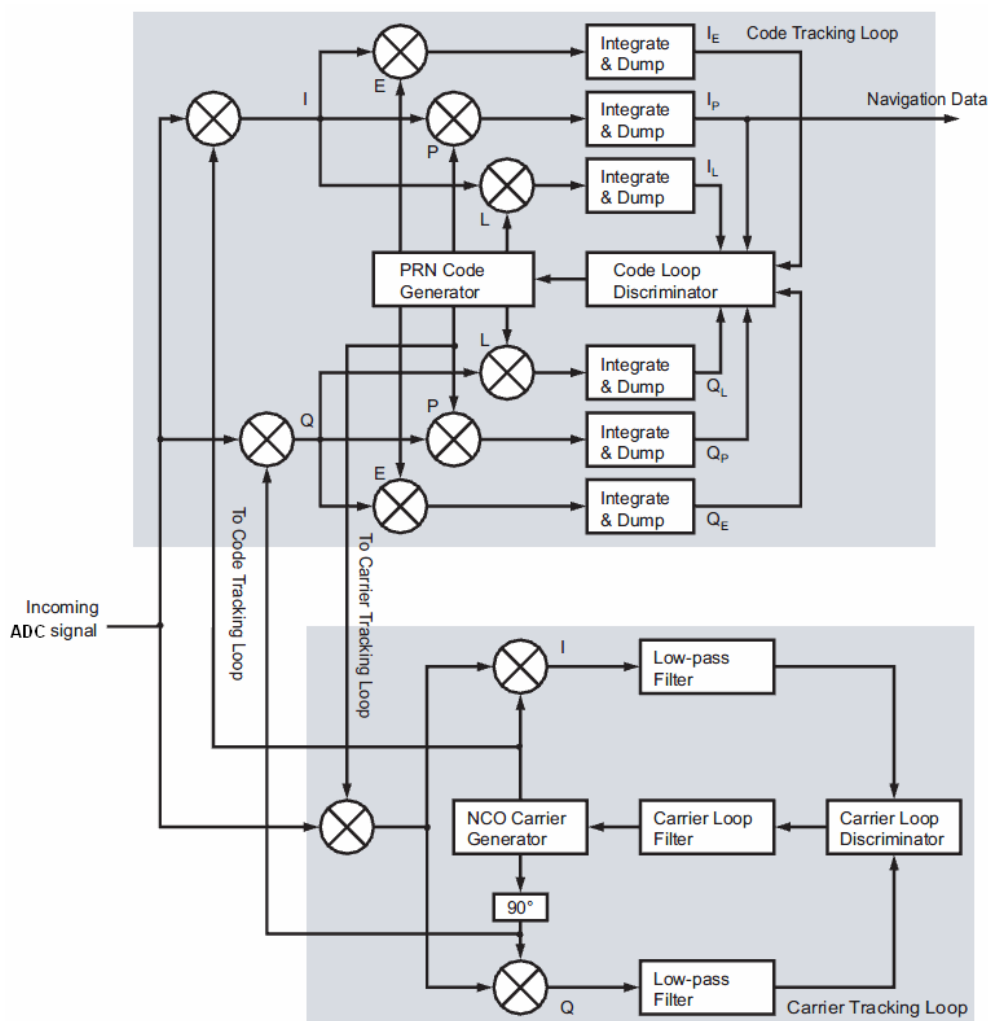 Code Tracking Loop
Integrate
& Dump
I_E
E
Navigation Data
I
Integrate
& Dump
I_P
P
Integrate
& Dump
I_L
L
PRN Code
Generator
Code Loop
Discriminator
L
Integrate
& Dump
Q_L
Q
P
Integrate
& Dump
Q_P
E
Integrate
& Dump
Q_E
To Code Tracking Loop
To Carrier Tracking Loop
Incoming
ADC signal
I
Low-pass
Filter
NCO Carrier
Generator
Carrier Loop
Filter
Carrier Loop
Discriminator
90°
Q
Low-pass
Filter
Carrier Tracking Loop